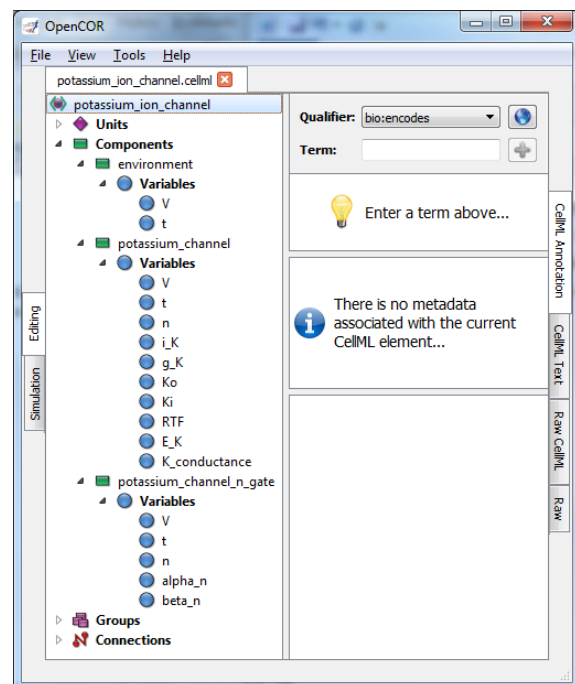 OpenCOR
File View Tools Help
potassium_ion_channel.cellml
potassium_ion_channel
Units
Components
environment
Variables
V
t
potassium_channel
Variables
V
t
n
i_K
g_K
Ko
Ki
RTF
E_K
K_conductance
potassium_channel_n_gate
Variables
V
t
n
alpha_n
beta_n
Groups
Connections
Qualifier: bio:encodes
Term:
Enter a term above...
There is no metadata
associated with the current
CellML element...
Editing
Simulation
CellML Annotation
CellML Text
Raw CellML
Raw